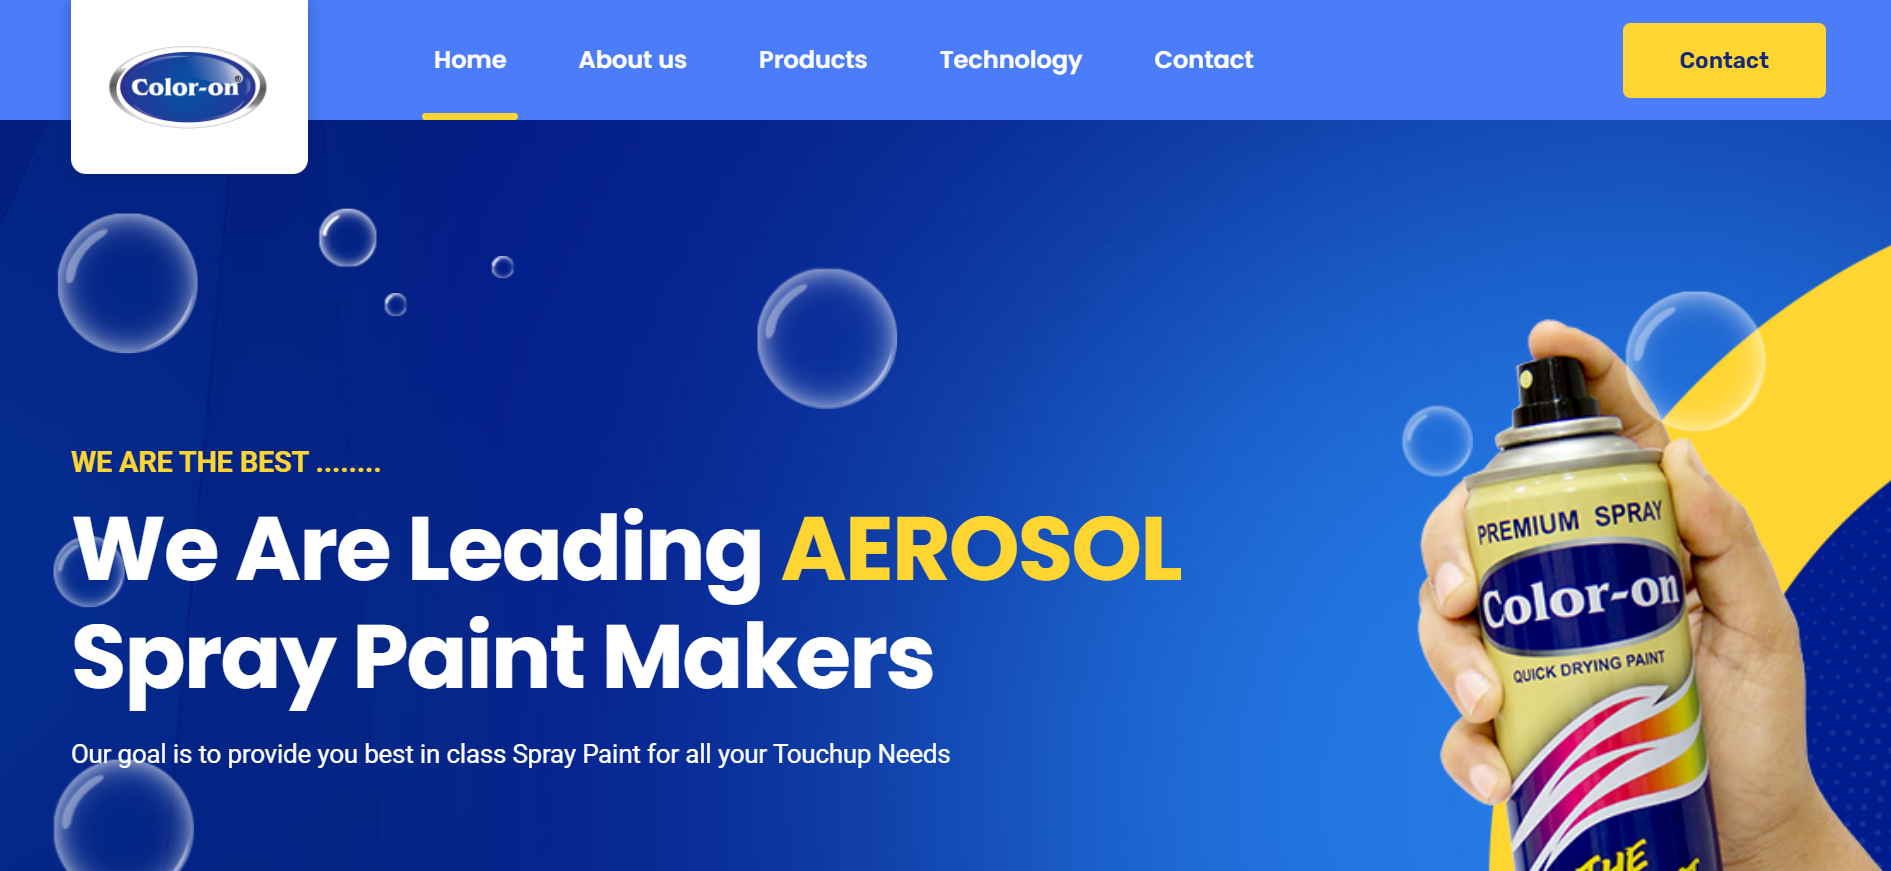 Color-on®
Home About us Products Technology Contact
Contact
WE ARE THE BEST ........
We Are Leading AEROSOL
Spray Paint Makers
Our goal is to provide you best in class Spray Paint for all your Touchup Needs
PREMIUM SPRAY
Color-on
QUICK DRYING PAINT
THE